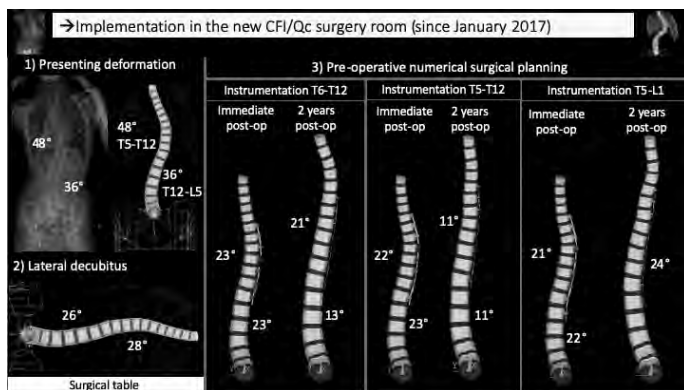 →Implementation in the new CFI/Qc surgery room (since January 2017)
1) Presenting deformation
48°
36°
48°
T5-T12
36°
T12-L5
2) Lateral decubitus
26°
28°
Surgical table
3) Pre-operative numerical surgical planning
Instrumentation T6-T12
Immediate post-op
2 years post-op
23°
23°
21°
13°
Instrumentation T5-T12
Immediate post-op
2 years post-op
22°
23°
11°
11°
Instrumentation T5-L1
Immediate post-op
2 years post-op
21°
22°
24°